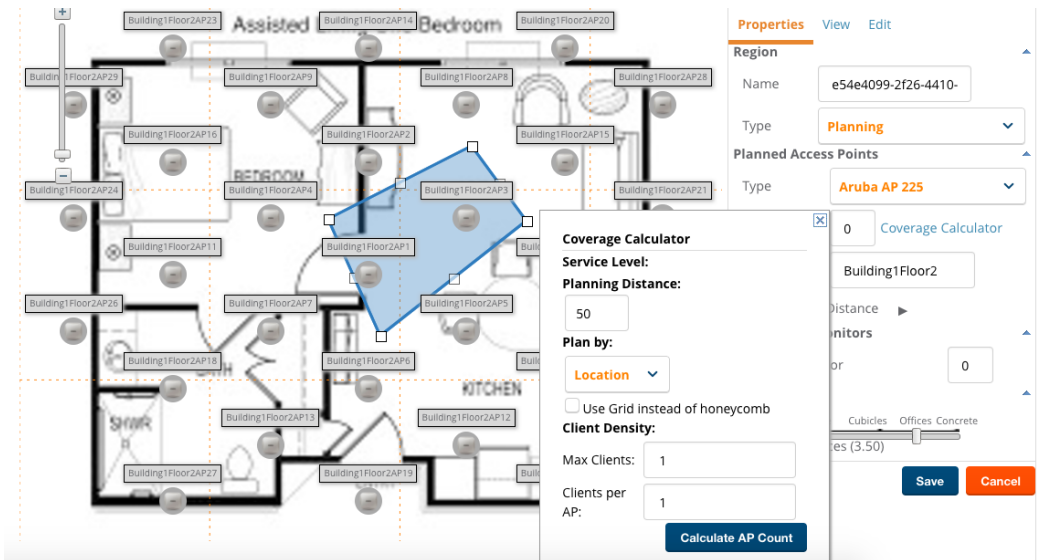 Building1Floor2AP23
Building1Floor2AP14
Building1Floor2AP20
Assisted
Bedroom
Building1Floor2AP29
Building1Floor2AP9
Building1Floor2AP8
Building1Floor2AP28
Building1Floor2AP16
Building1Floor2AP2
Building1Floor2AP15
BEDROOM
Building1Floor2AP24
Building1Floor2AP4
Building1Floor2AP3
Building1Floor2AP21
Building1Floor2AP11
Building1Floor2AP1
Building1Floor2AP26
Building1Floor2AP7
Building1Floor2AP5
Building1Floor2AP18
Building1Floor2AP6
KITCHEN
SHWR
Building1Floor2AP13
Building1Floor2AP12
Building1Floor2AP27
Building1Floor2AP19
Coverage Calculator
Service Level:
Planning Distance:
50
Plan by:
Location
Use Grid instead of honeycomb
Client Density:
Max Clients: 1
Clients per
AP: 1
Calculate AP Count
Properties View Edit
Region
Name e54e4099-2f26-4410-
Type Planning
Planned Access Points
Type Aruba AP 225
0 Coverage Calculator
Building1Floor2
Distance
nitors
or 0
Cubicles Offices Concrete
ces (3.50)
Save Cancel